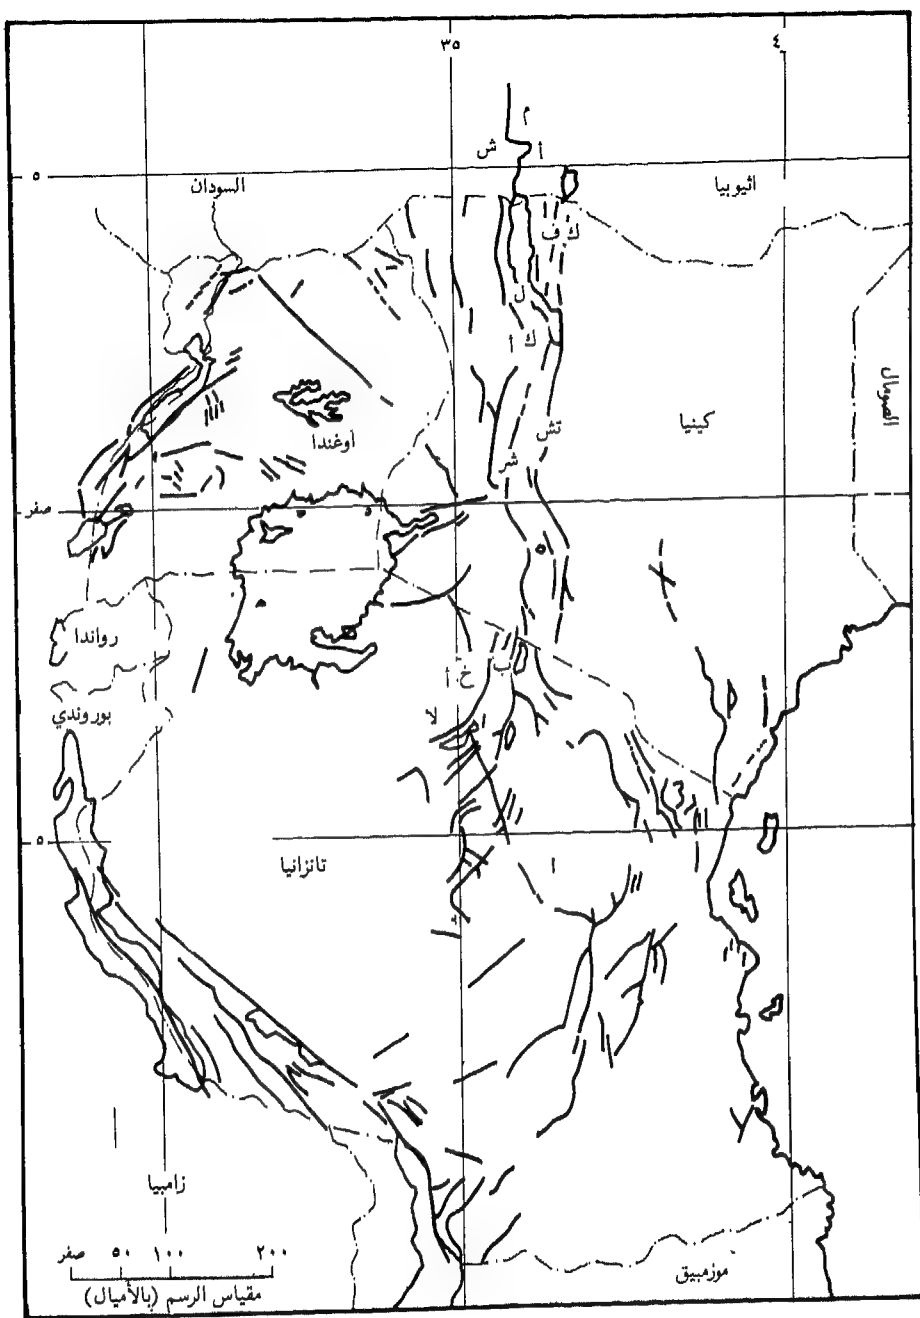 ٣٥
٤
م
ش أ
٥
السودان
اثيوبيا
ف ك
ل
أ ك
الصومال
كينيا
أوغندا
تش
شر
صفر
رواندا
أ خ ب
لا
بوروندي
٥
تانزانيا
ا
زامبيا
صفر ٥٠ ١٠٠ ٢٠٠
مقياس الرسم (بالأميال)
موزمبيق